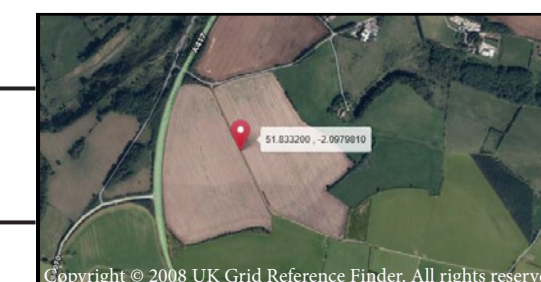 A417
51.833200 , -2.0979810
Copyright © 2008 UK Grid Reference Finder. All rights reserve